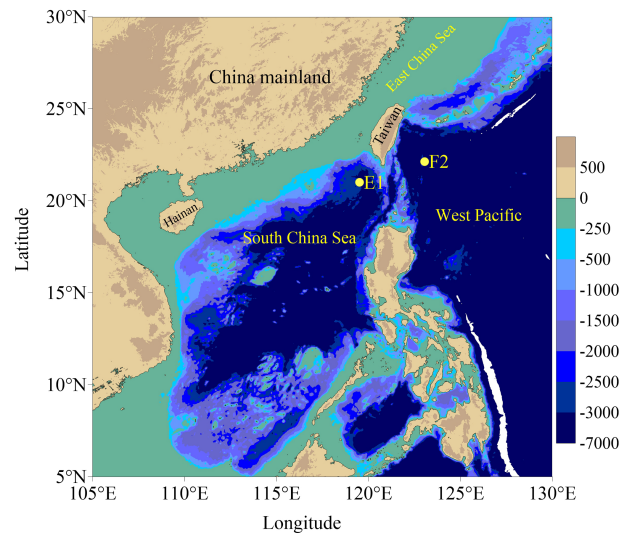 30°N
25°N
20°N
15°N
10°N
5°N
Latitude
105°E
110°E
115°E
120°E
125°E
130°E
Longitude
China mainland
East China Sea
Taiwan
F2
E1
Hainan
West Pacific
South China Sea
500
0
-250
-500
-1000
-2000
-2500
-3000
-7000